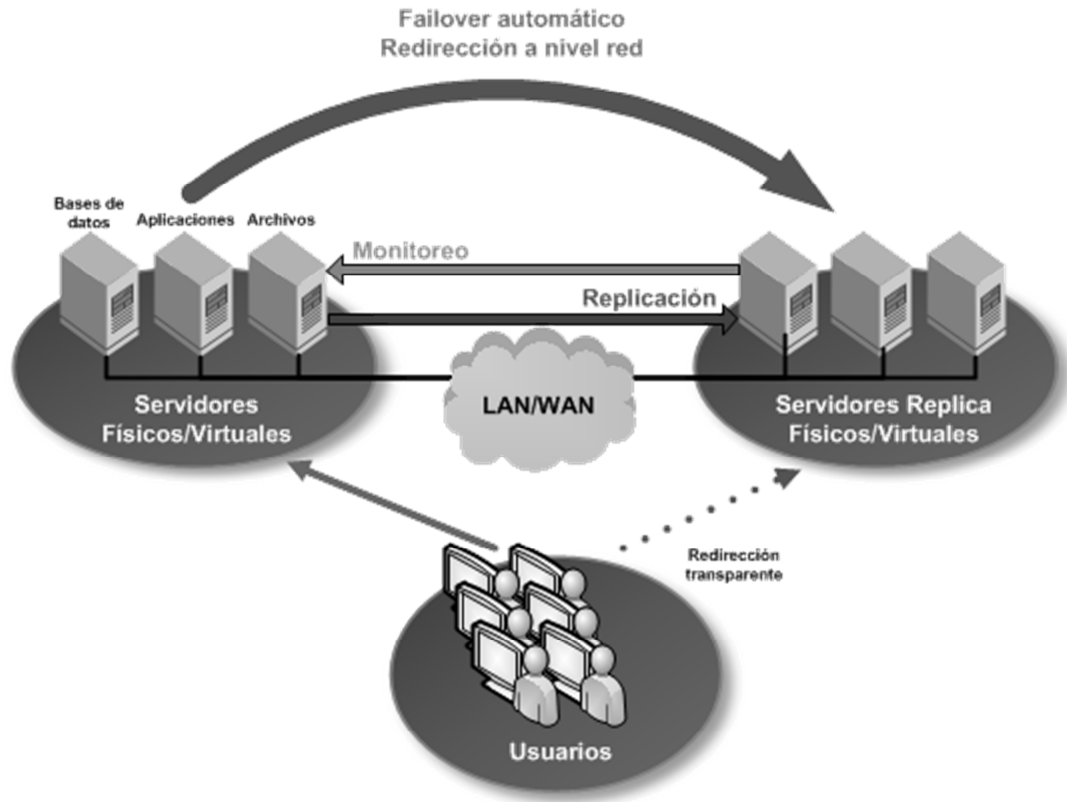 Failover automático
Redirección a nivel red
Bases de
datos
Aplicaciones
Archivos
Monitoreo
Replicación
LAN/WAN
Servidores
Físicos/Virtuales
Servidores Replica
Físicos/Virtuales
Redirección
transparente
Usuarios